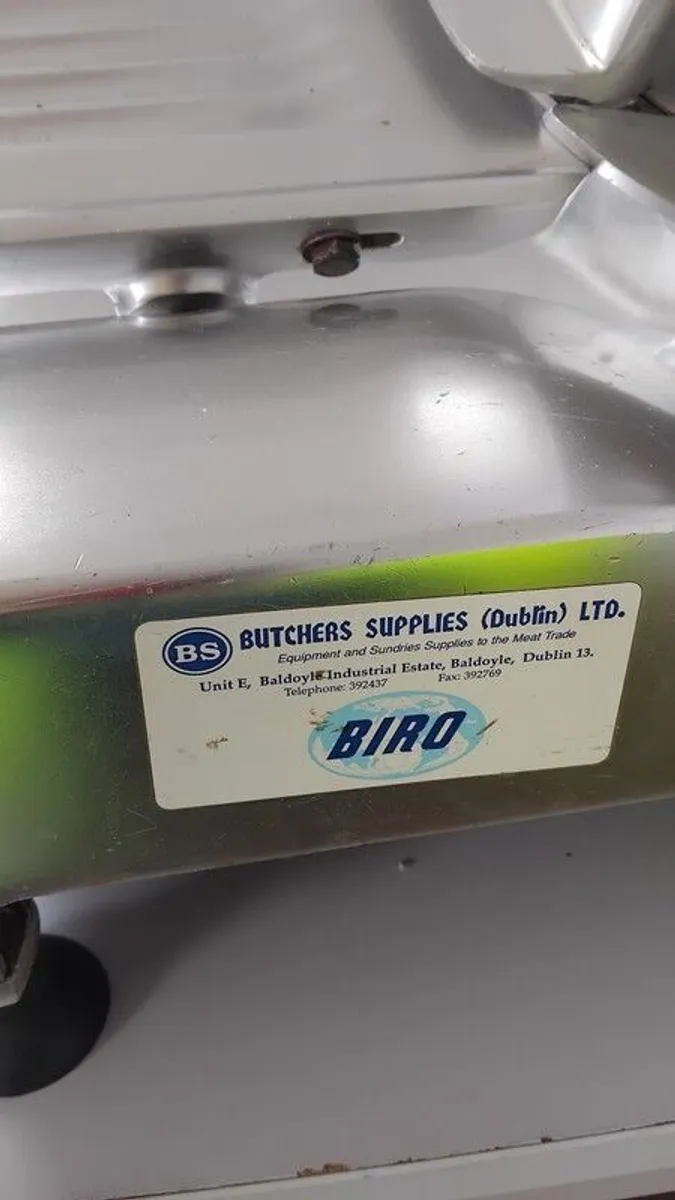 BS BUTCHERS SUPPLIES (Dublin) LTD.
Equipment and Sundries Supplies to the Meat Trade
Unit E, Baldoyle Industrial Estate, Baldoyle, Dublin 13.
Telephone: 392437 Fax: 392769
BIRO